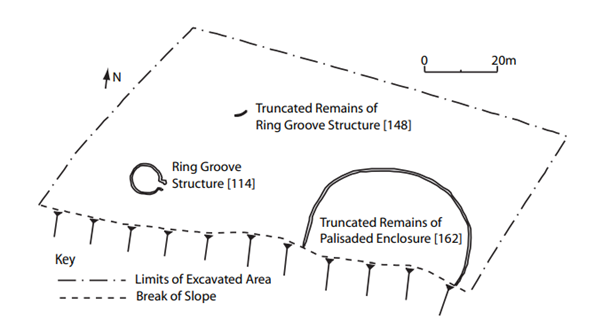 0 20m
N
Truncated Remains of
Ring Groove Structure [148]
Ring Groove
Structure [114]
Truncated Remains of
Palisaded Enclosure [162]
Key
Limits of Excavated Area
Break of Slope